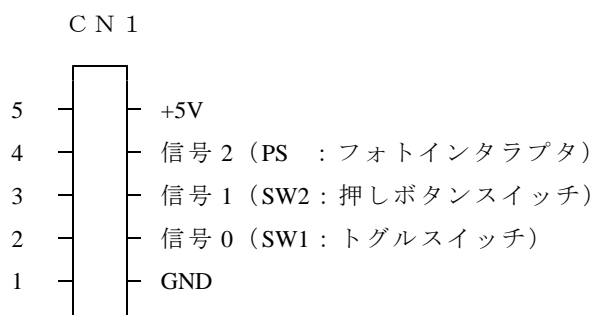 ＣＮ１
5 +5V
4 信号2（PS ：フォトインタラプタ）
3 信号1（SW2：押しボタンスイッチ）
2 信号0（SW1：トグルスイッチ）
1 GND